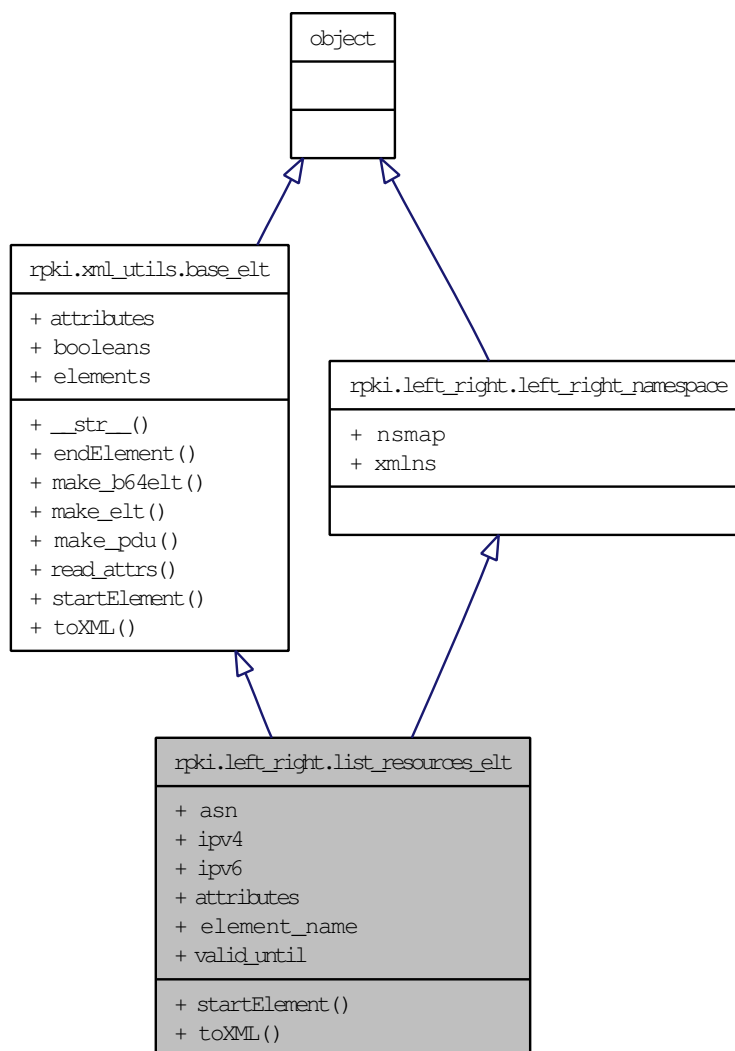 object
rpki.xml_utils.base_elt
+ attributes
+ booleans
+ elements
+ __str__()
+ endElement()
+ make_b64elt()
+ make_elt()
+ make_pdu()
+ read_attrs()
+ startElement()
+ toXML()
rpki.left_right.left_right_namespace
+ nsmap
+ xmlns
rpki.left_right.list_resources_elt
+ asn
+ ipv4
+ ipv6
+ attributes
+ element_name
+ valid_until
+ startElement()
+ toXML()